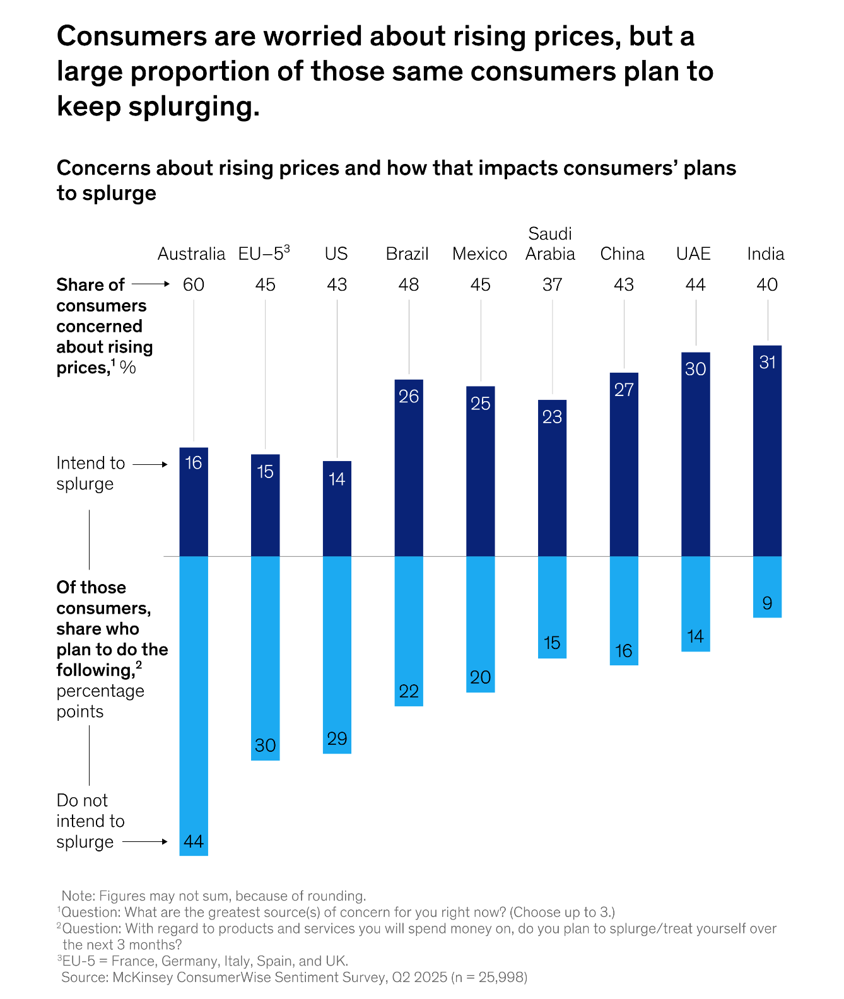 Consumers are worried about rising prices, but a
large proportion of those same consumers plan to
keep splurging.
Concerns about rising prices and how that impacts consumers’ plans
to splurge
Australia EU–5³ US Brazil Mexico Saudi
Arabia China UAE India
Share of
consumers
concerned
about rising
prices,¹ %
60 45 43 48 45 37 43 44 40
Intend to
splurge
16 15 14 26 25 23 27 30 31
Of those
consumers,
share who
plan to do the
following,²
percentage
points
Do not
intend to
splurge
44 30 29 22 20 15 16 14 9
Note: Figures may not sum, because of rounding.
¹Question: What are the greatest source(s) of concern for you right now? (Choose up to 3.)
²Question: With regard to products and services you will spend money on, do you plan to splurge/treat yourself over
the next 3 months?
³EU-5 = France, Germany, Italy, Spain, and UK.
Source: McKinsey ConsumerWise Sentiment Survey, Q2 2025 (n = 25,998)